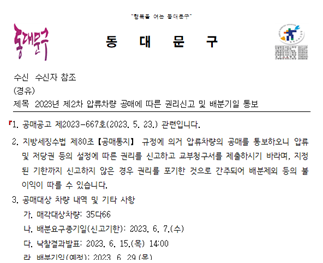 "행복을 여는 동대문구"
동대문구
동 대 문 구
수신 수신자 참조
(경유)
제목 2023년 제2차 압류차량 공매에 따른 권리신고 및 배분기일 통보
『1. 공매공고 제2023-667호(2023. 5. 23.) 관련입니다.
2. 지방세징수법 제80조【공매통지】 규정에 의거 압류차량의 공매를 통보하오니 압류
및 저당권 등의 설정에 따른 권리를 신고하고 교부청구서를 제출하시기 바라며, 지정
된 기한까지 신고하지 않은 경우 권리를 포기한 것으로 간주되어 배분제외 등의 불
이익이 따를 수 있습니다.
3. 공매대상 차량 내역 및 기타 사항
가. 매각대상차량: 35다66
나. 배분요구종기일(신고기한): 2023. 6. 7.(수)
다. 낙찰결과발표: 2023. 6. 15.(목) 14:00
라. 배분기일(예정): 2023. 6. 29.(목)